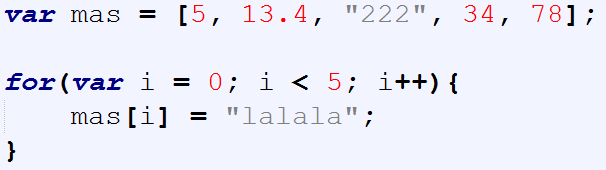 var mas = [5, 13.4, "222", 34, 78];
for(var i = 0; i < 5; i++){
mas[i] = "lalala";
}